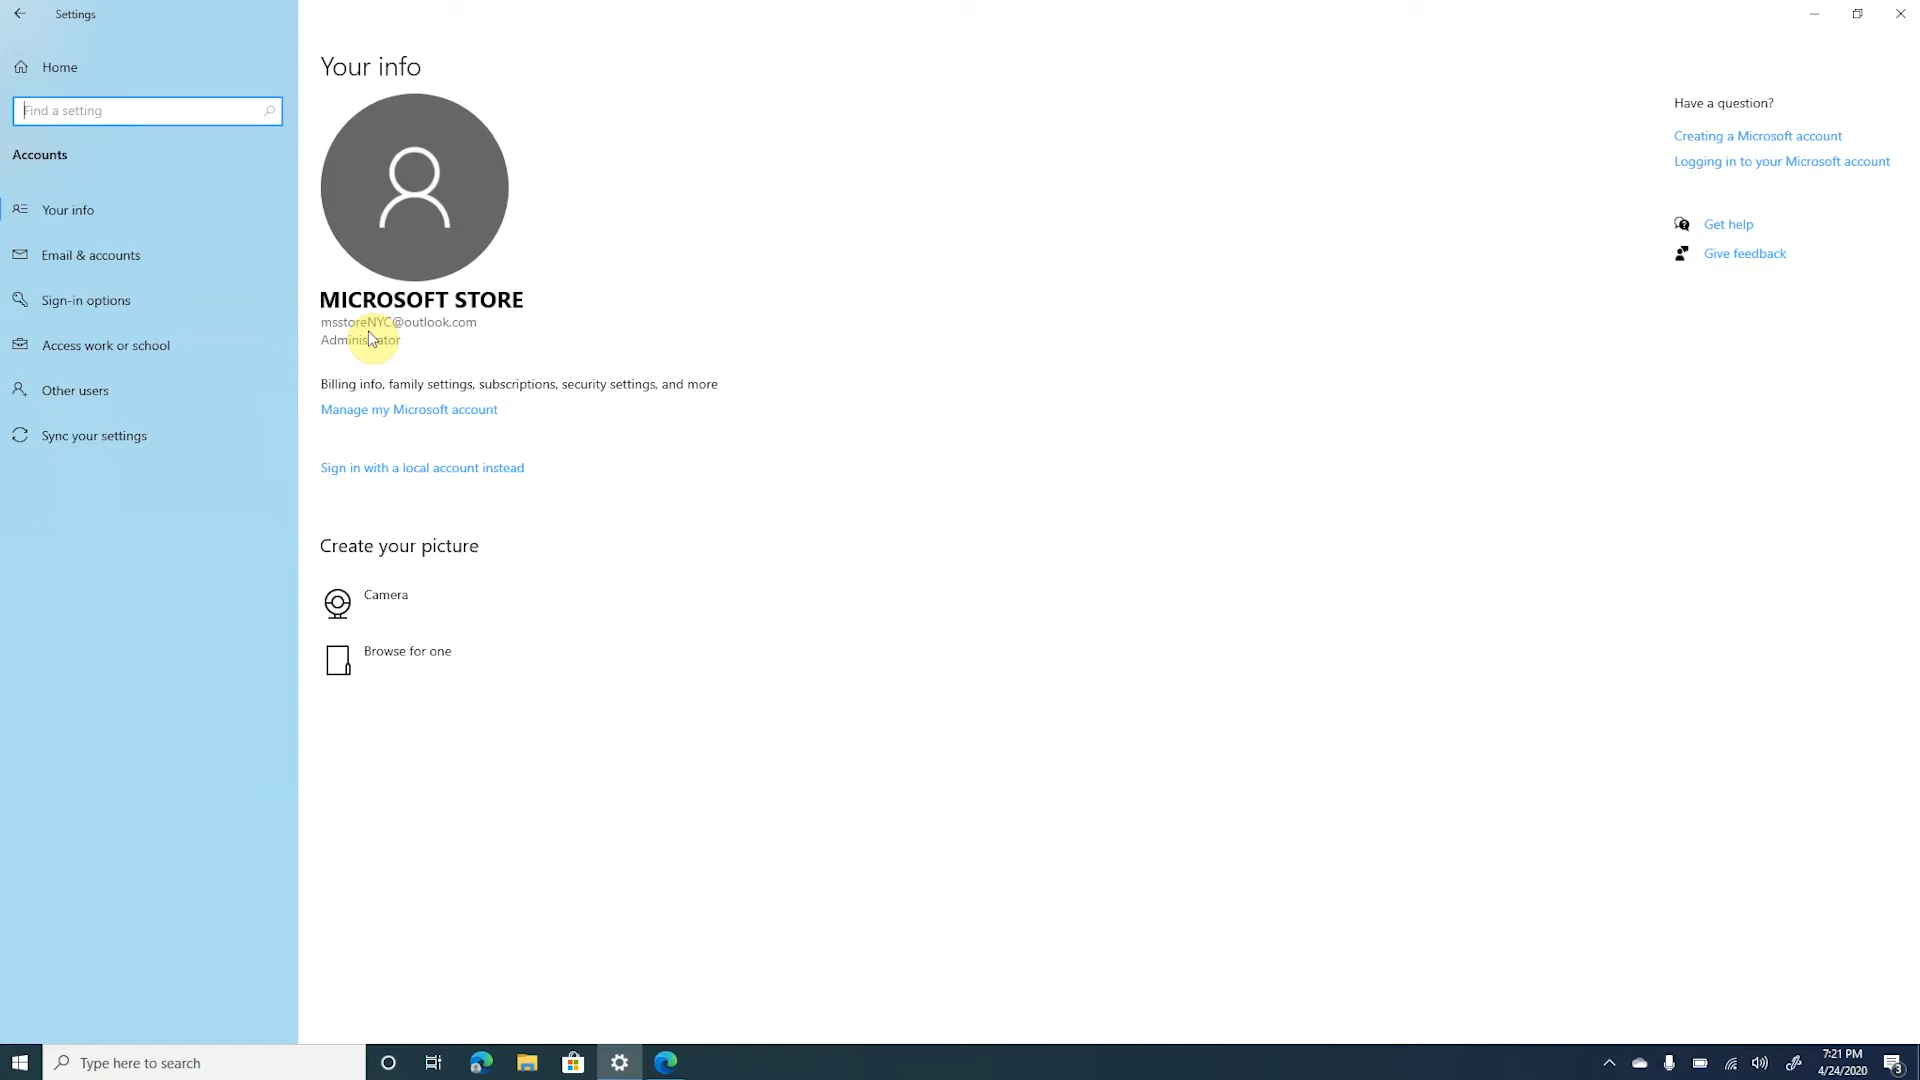 Settings
Home
Find a setting
Accounts
Your info
Email & accounts
Sign-in options
Access work or school
Other users
Sync your settings
Your info
MICROSOFT STORE
msstoreNYC@outlook.com
Administrator
Billing info, family settings, subscriptions, security settings, and more
Manage my Microsoft account
Sign in with a local account instead
Create your picture
Camera
Browse for one
Have a question?
Creating a Microsoft account
Logging in to your Microsoft account
Get help
Give feedback
Type here to search
7:21 PM
4/24/2020
3